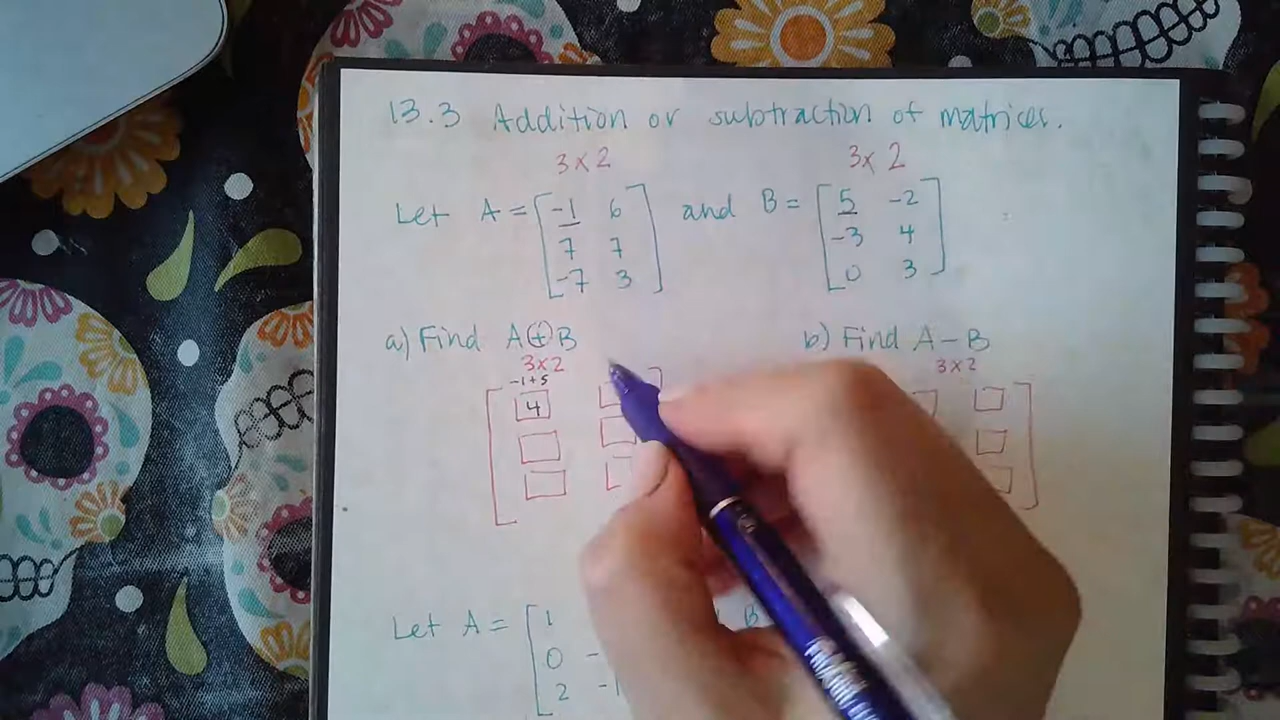 13.3 Addition or subtraction of matrices.
3x2 3x2
Let A = [ -1 6 and B = [ 5 -2
7 7 -3 4
-7 3 ] 0 3 ]
a) Find A+B b) Find A-B
3x2 3x2
-1+5
4
Let A = [ 1 B
0 -
2 -1